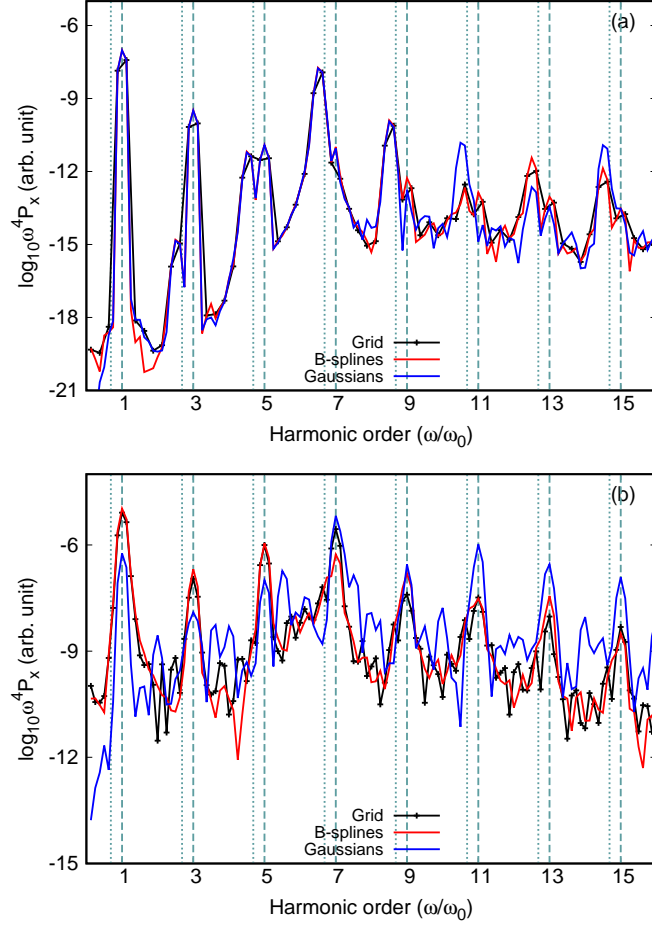 (a)
log₁₀ω⁴Pₓ (arb. unit)
-6
-9
-12
-15
-18
-21
Grid
B-splines
Gaussians
1 3 5 7 9 11 13 15
Harmonic order (ω/ω₀)
(b)
log₁₀ω⁴Pₓ (arb. unit)
-6
-9
-12
-15
Grid
B-splines
Gaussians
1 3 5 7 9 11 13 15
Harmonic order (ω/ω₀)